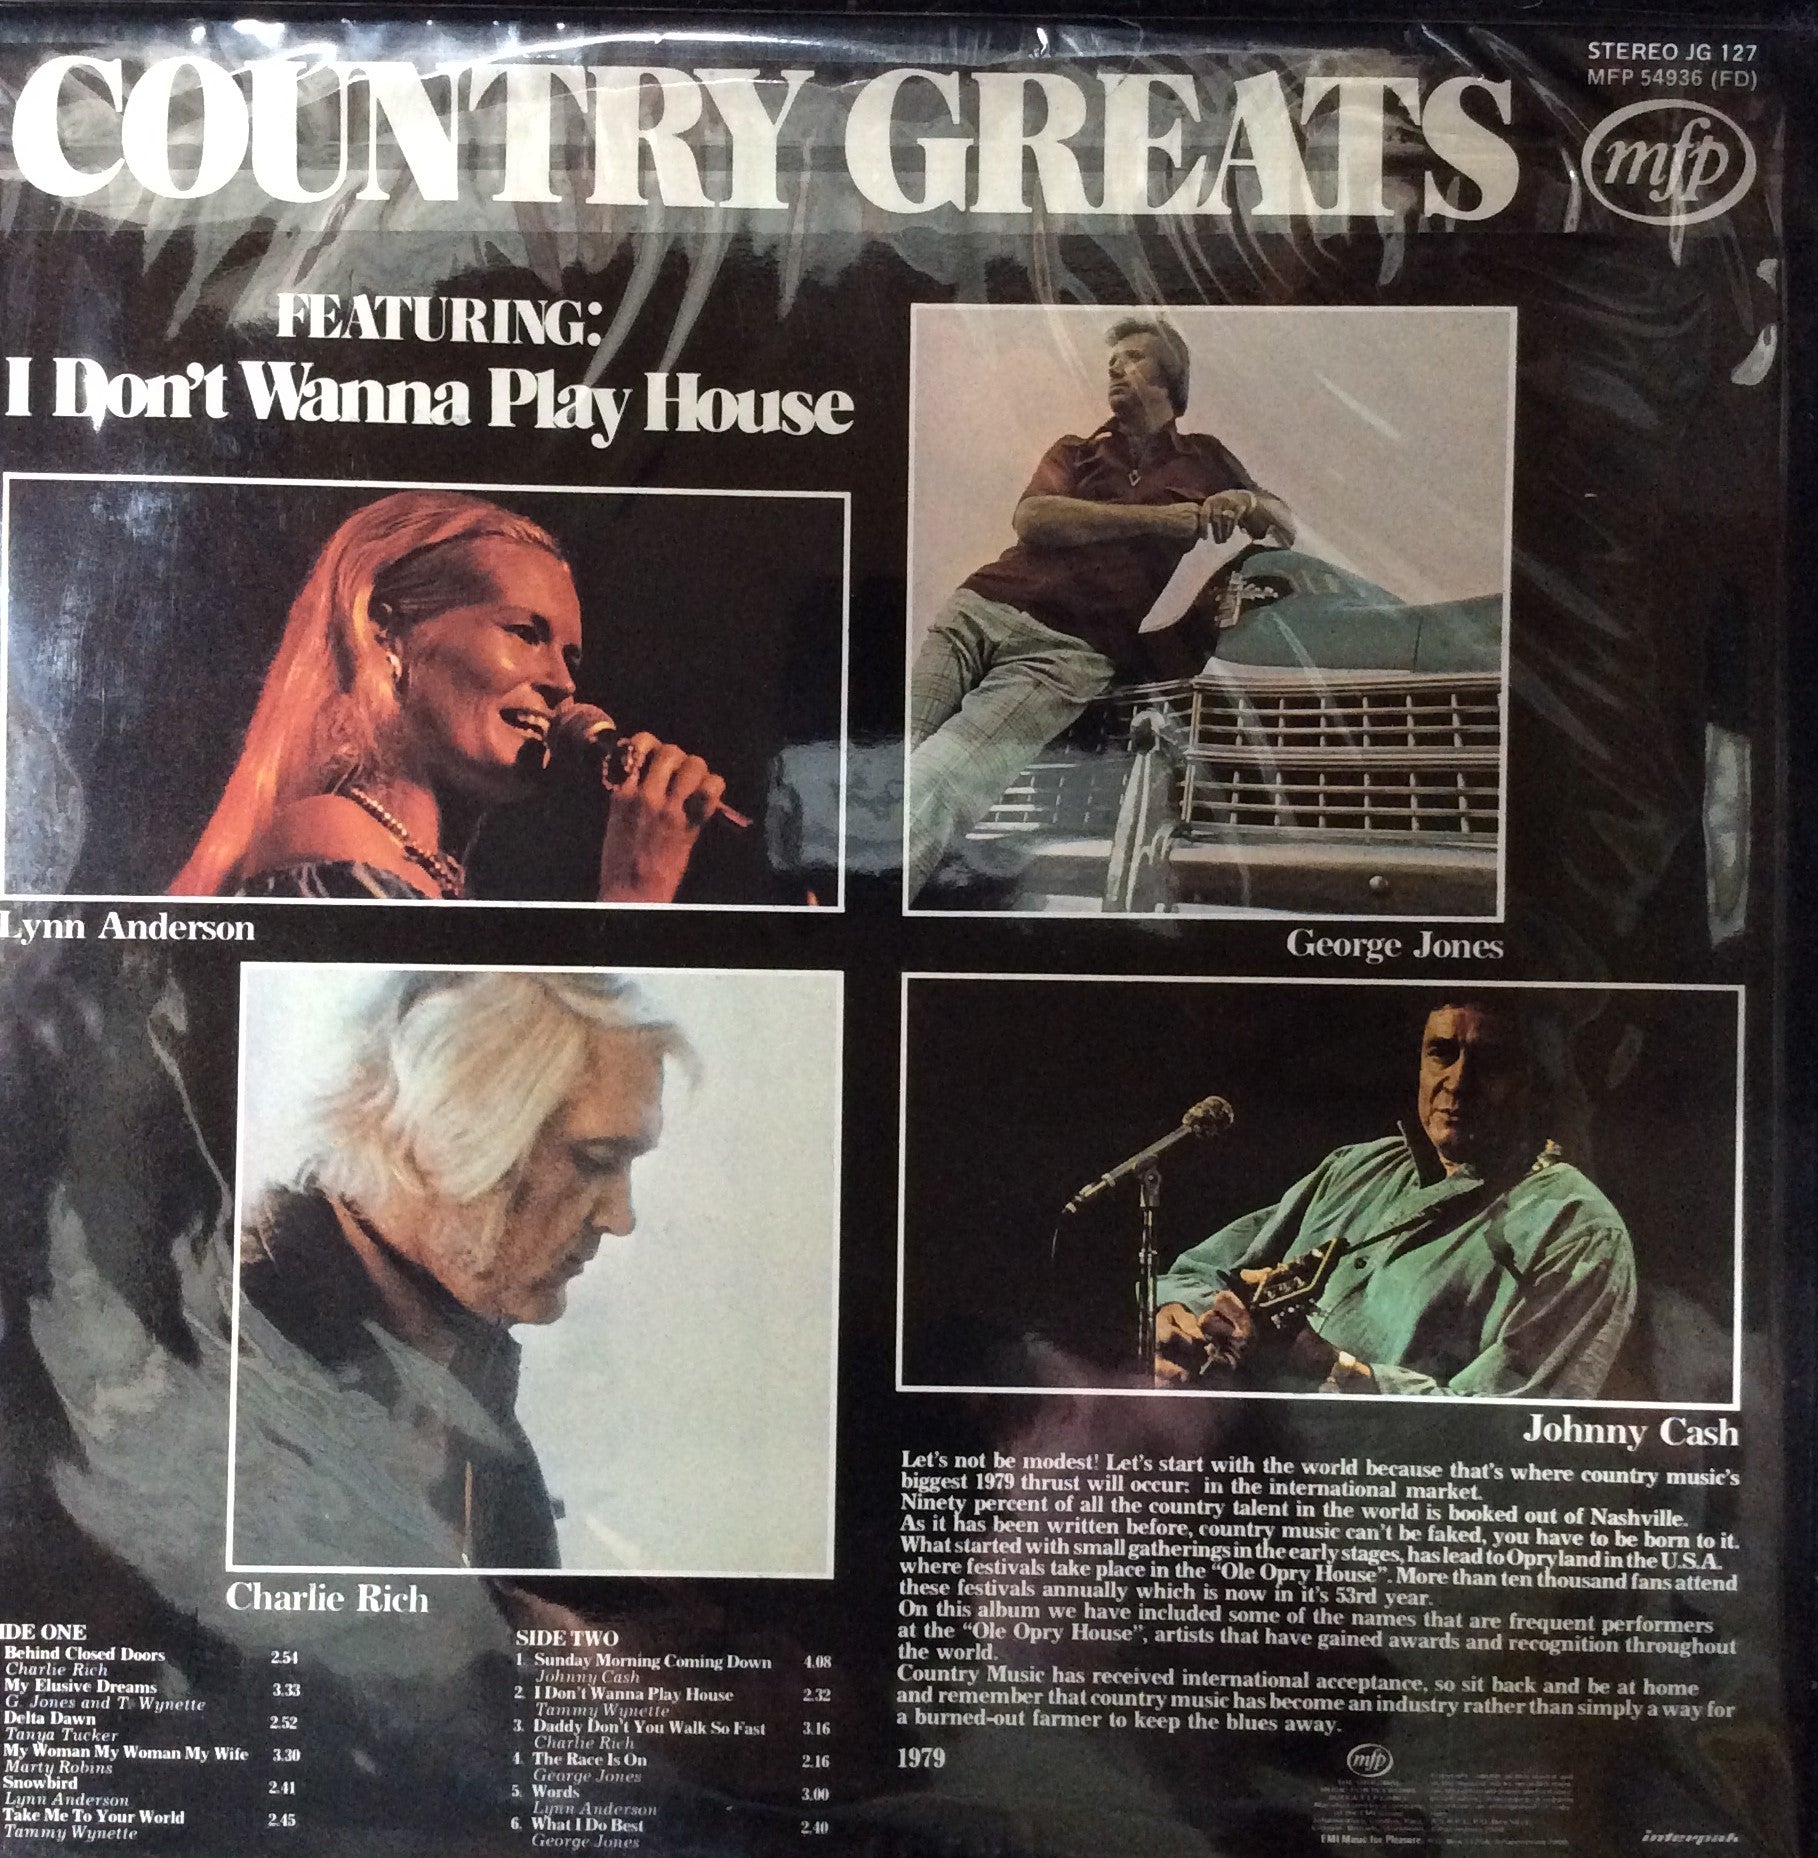 COUNTRY GREATS
STEREO JG 127
MFP 54936 (FD)
mfp
FEATURING:
I Don't Wanna Play House
Lynn Anderson
George Jones
Charlie Rich
Johnny Cash
Let's not be modest! Let's start with the world because that's where country music's
biggest 1979 thrust will occur: in the international market.
Ninety percent of all the country talent in the world is booked out of Nashville.
As it has been written before, country music can't be faked, you have to be born to it.
What started with small gatherings in the early stages, has lead to Opryland in the U.S.A.
where festivals take place in the "Ole Opry House". More than ten thousand fans attend
these festivals annually which is now in it's 53rd year.
On this album we have included some of the names that are frequent performers
at the "Ole Opry House", artists that have gained awards and recognition throughout
the world.
Country Music has received international acceptance, so sit back and be at home
and remember that country music has become an industry rather than simply a way for
a burned-out farmer to keep the blues away.
1979
IDE ONE
Behind Closed Doors 2.54
Charlie Rich
My Elusive Dreams 3.33
G. Jones and T. Wynette
Delta Dawn 2.52
Tanya Tucker
My Woman My Woman My Wife 3.30
Marty Robins
Snowbird 2.41
Lynn Anderson
Take Me To Your World 2.45
Tammy Wynette
SIDE TWO
1. Sunday Morning Coming Down 4.08
Johnny Cash
2. I Don't Wanna Play House 2.32
Tammy Wynette
3. Daddy Don't You Walk So Fast 3.16
Charlie Rich
4. The Race Is On 2.16
George Jones
5. Words 3.00
Lynn Anderson
6. What I Do Best 2.40
George Jones
mfp
EMI Music for Pleasure
interpak